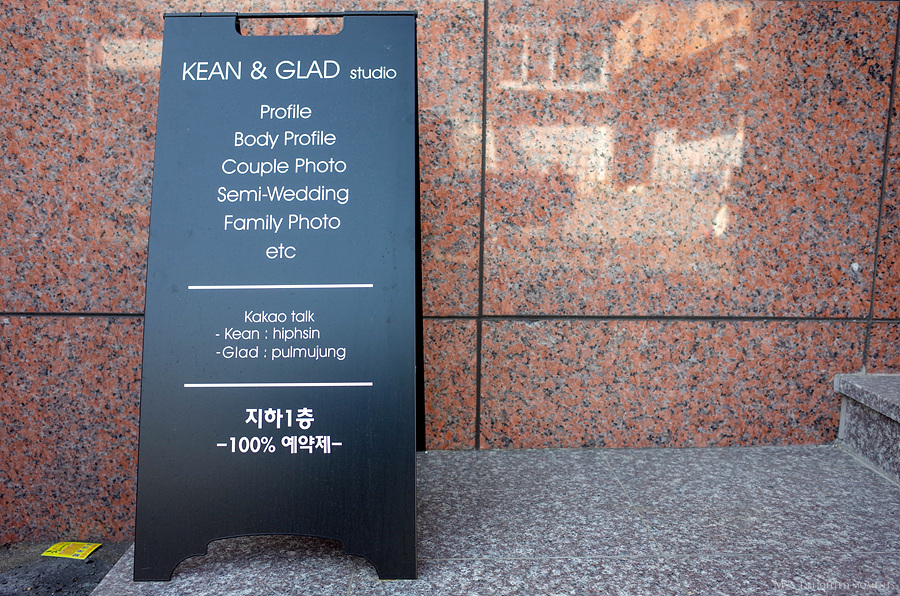 KEAN & GLAD studio
Profile
Body Profile
Couple Photo
Semi-Wedding
Family Photo
etc
Kakao talk
- Kean : hiphsin
-Glad : pulmujung
지하1층
-100% 예약제-